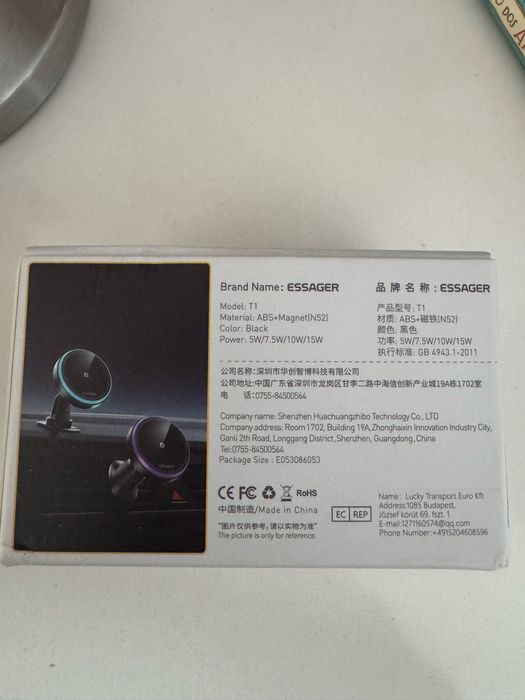 O DOS
Brand Name: ESSAGER
Model: T1
Material: ABS+Magnet(N52)
Color: Black
Power: 5W/7.5W/10W/15W
品牌名称: ESSAGER
产品型号: T1
材质: ABS+磁铁(N52)
颜色: 黑色
功率: 5W/7.5W/10W/15W
执行标准: GB 4943.1-2011
公司名称:深圳市华创智博科技有限公司
公司地址:中国广东省深圳市龙岗区甘李二路中海信创新产业城19A栋1702室
电 话:0755-84500564
Company name: Shenzhen Huachuangzhibo Technology Co., LTD
Company address: Room 1702, Building 19A, Zhonghaixin Innovation Industry City,
Ganli 2th Road, Longgang District, Shenzhen, Guangdong, China
Tel:0755-84500564
Package Size : E053086053
CE FC RoHS
中国制造/Made in China
"图片仅供参考,请以实物为准"
The picture is only for reference.
EC REP
Name: Lucky Transport Euro Kft
Address:1085 Budapest,
József körút 69. fszt. 1
E-mail:1271160574@qq.com
Phone Number:+4915204608596